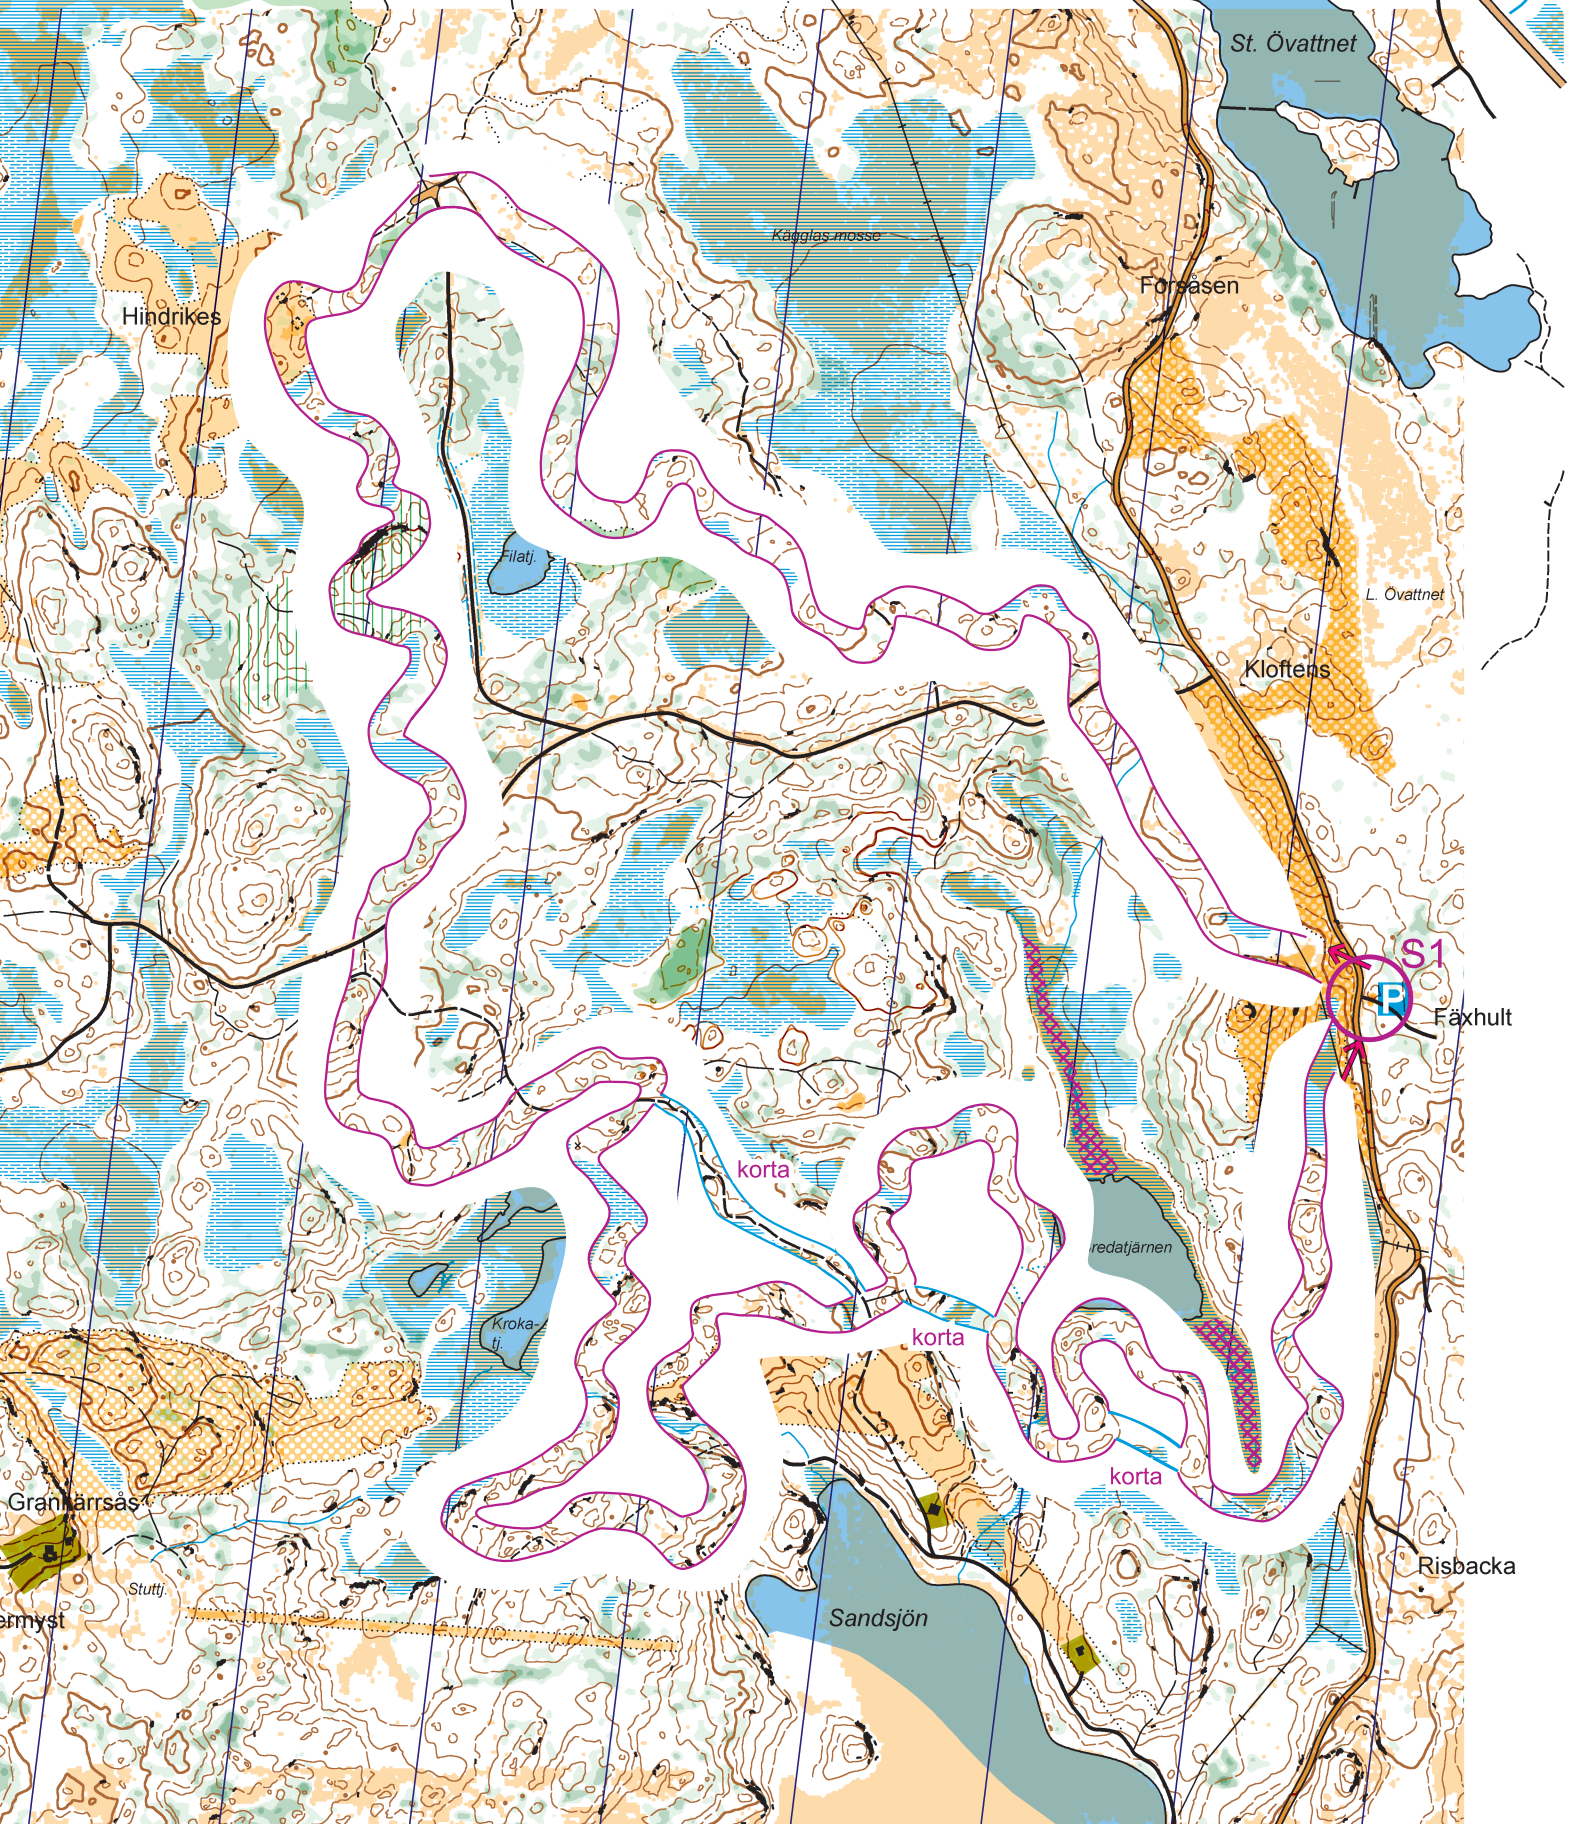 St. Övattnet
Kägglas mosse
Forsåsen
Hindrikes
Filatj.
L. Övattnet
Kloftens
S1
P
Fäxhult
korta
redatjärnen
Kroka-
tj.
korta
korta
Grankärrsås
Stuttj.
Risbacka
ermyst
Sandsjön